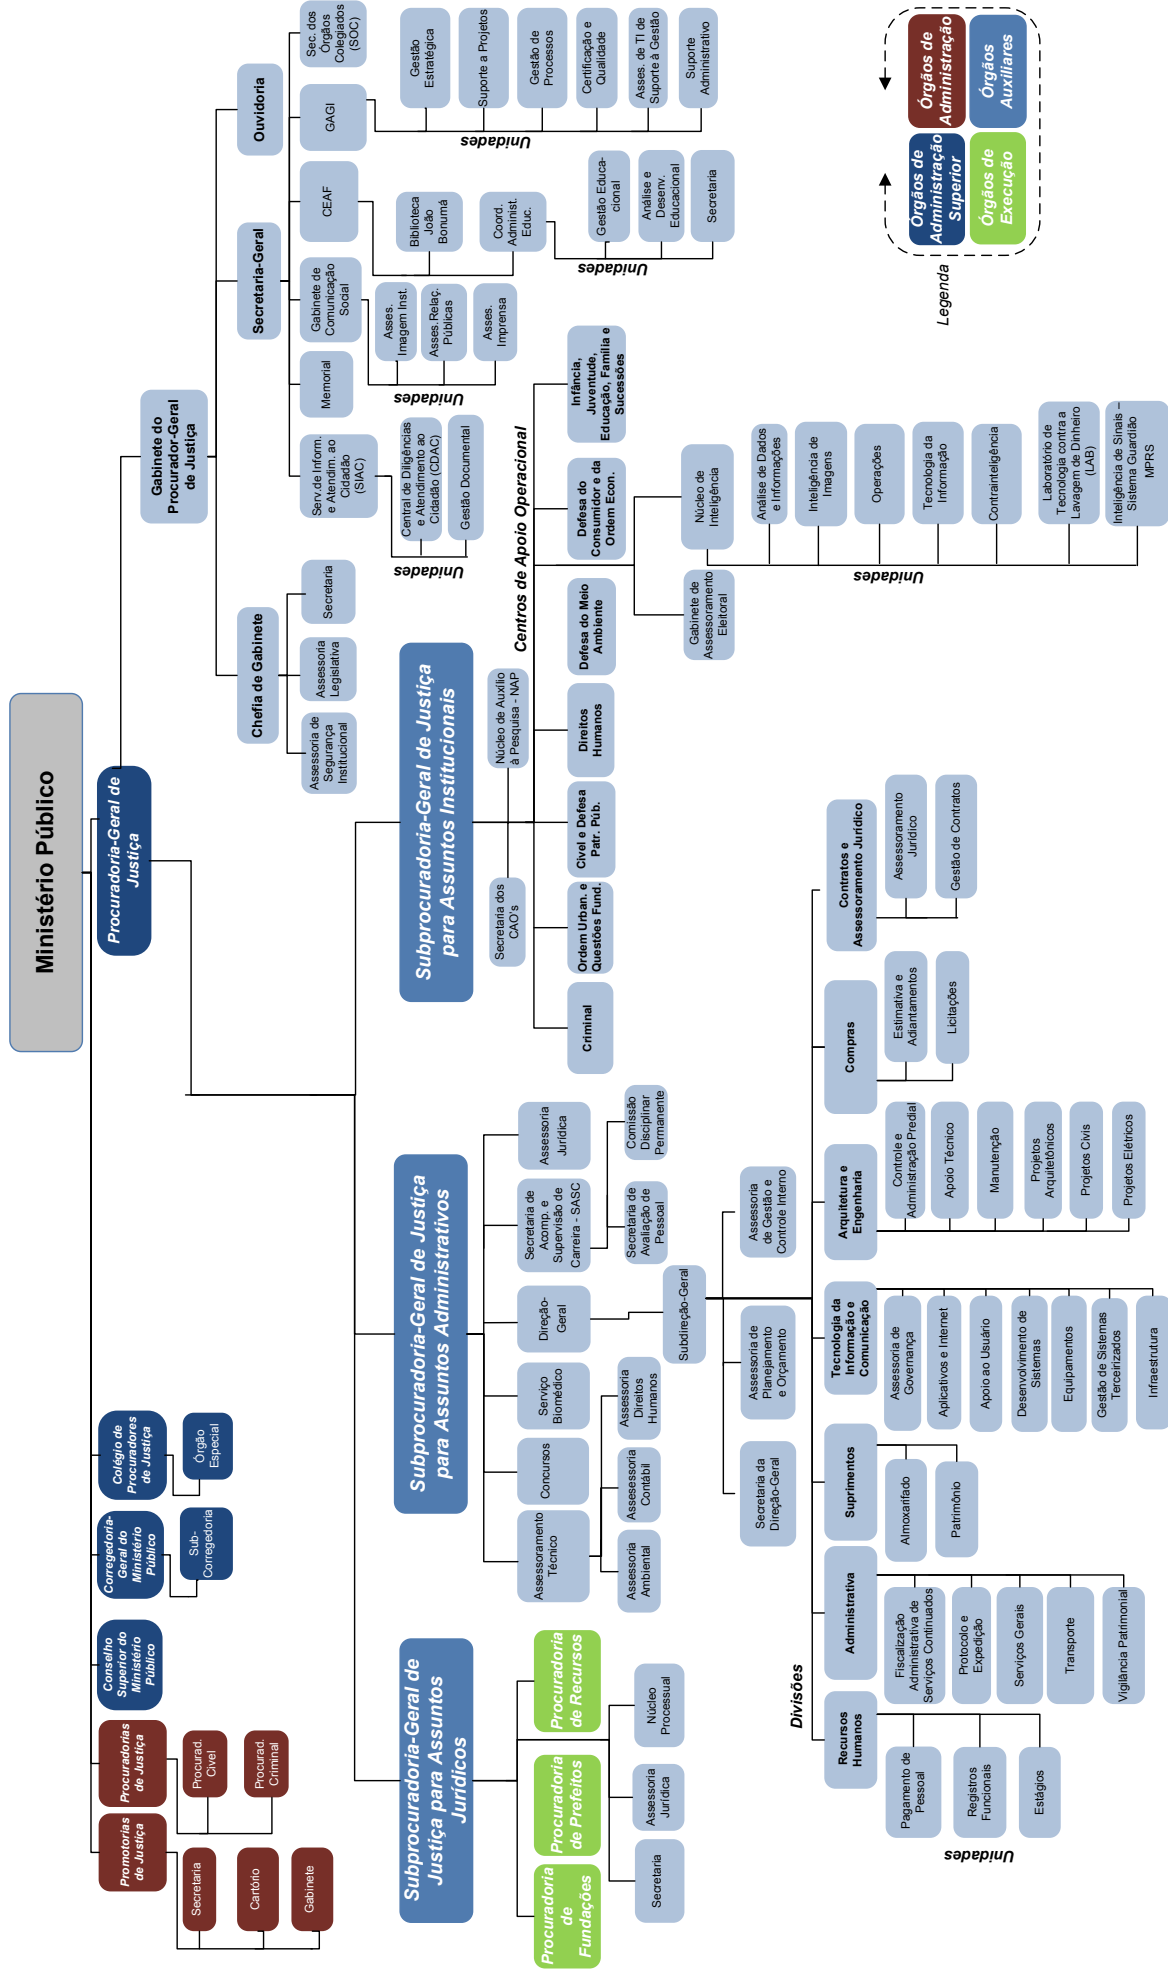 Ministério Público
Promotorias
de Justiça
Secretaria
Cartório
Gabinete
Procuradorias
de Justiça
Procurad.
Civel
Procurad.
Criminal
Conselho
Superior do
Ministério
Público
Corregedoria-
Geral do
Ministério
Público
Sub-
Corregedoria
Colégio de
Procuradores
de Justiça
Órgão
Especial
Procuradoria-Geral de
Justiça
Gabinete do
Procurador-Geral
de Justiça
Chefia de Gabinete
Assessoria de
Segurança
Institucional
Assessoria
Legislativa
Secretaria
Secretaria-Geral
Ouvidoria
Serv.de Inform.
e Atendim. ao
Cidadão
(SIAC)
Central de Diligências
e Atendimento ao
Cidadão (CDAC)
Gestão Documental
Unidades
Memorial
Gabinete de
Comunicação
Social
Asses.
Imagem Inst.
Asses.Relaç.
Públicas
Asses.
Imprensa
Unidades
CEAF
Biblioteca
João
Bonumá
Coord.
Administ.
Educ.
Gestão Educa-
cional
Análise e
Desenv.
Educacional
Secretaria
Unidades
GAGI
Gestão
Estratégica
Suporte a Projetos
Gestão de
Processos
Certificação e
Qualidade
Asses. de TI de
Suporte à Gestão
Suporte
Administrativo
Unidades
Sec. dos
Órgãos
Colegiados
(SOC)
Subprocuradoria-Geral de
Justiça para Assuntos
Jurídicos
Procuradoria
de
Fundações
Procuradoria
de Prefeitos
Procuradoria
de Recursos
Secretaria
Assessoria
Jurídica
Núcleo
Processual
Subprocuradoria-Geral de Justiça
para Assuntos Administrativos
Assessoramento
Técnico
Concursos
Serviço
Biomédico
Direção-
Geral
Secretaria de
Acomp. e
Supervisão de
Carreira - SASC
Assessoria
Jurídica
Assessoria
Ambiental
Assesessoria
Contábil
Assessoria
Direitos
Humanos
Subdireção-Geral
Secretaria de
Avaliação de
Pessoal
Comissão
Disciplinar
Permanente
Secretaria da
Direção-Geral
Assessoria de
Planejamento
e Orçamento
Assessoria
de Gestão e
Controle Interno
Divisões
Recursos
Humanos
Pagamento de
Pessoal
Registros
Funcionais
Estágios
Unidades
Administrativa
Fiscalização
Administrativa de
Serviços Continuados
Protocolo e
Expedição
Serviços Gerais
Transporte
Vigilância Patrimonial
Suprimentos
Almoxarifado
Patrimônio
Tecnologia da
Informação e
Comunicação
Assessoria de
Governança
Aplicativos e Internet
Apoio ao Usuário
Desenvolvimento de
Sistemas
Equipamentos
Gestão de Sistemas
Terceirizados
Infraestrutura
Arquitetura e
Engenharia
Controle e
Administração Predial
Apoio Técnico
Manutenção
Projetos
Arquitetônicos
Projetos Civis
Projetos Elétricos
Compras
Estimativa e
Adiantamentos
Licitações
Contratos e
Assessoramento Jurídico
Assessoramento
Jurídico
Gestão de Contratos
Subprocuradoria-Geral de Justiça
para Assuntos Institucionais
Secretaria dos
CAO's
Núcleo de Auxílio
à Pesquisa - NAP
Centros de Apoio Operacional
Criminal
Ordem Urban. e
Questões Fund.
Civel e Defesa
Patr. Púb.
Direitos
Humanos
Defesa do Meio
Ambiente
Defesa do
Consumidor e da
Ordem Econ.
Infância,
Juventude,
Educação, Família e
Sucessões
Gabinete de
Assessoramento
Eleitoral
Núcleo de
Inteligência
Análise de Dados
e Informações
Inteligência de
Imagens
Operações
Tecnologia da
Informação
Contrainteligência
Laboratório de
Tecnologia contra a
Lavagem de Dinheiro
(LAB)
Inteligência de Sinais –
Sistema Guardião
MPRS
Unidades
Legenda
Órgãos de
Administração
Superior
Órgãos de
Administração
Órgãos de
Execução
Órgãos
Auxiliares